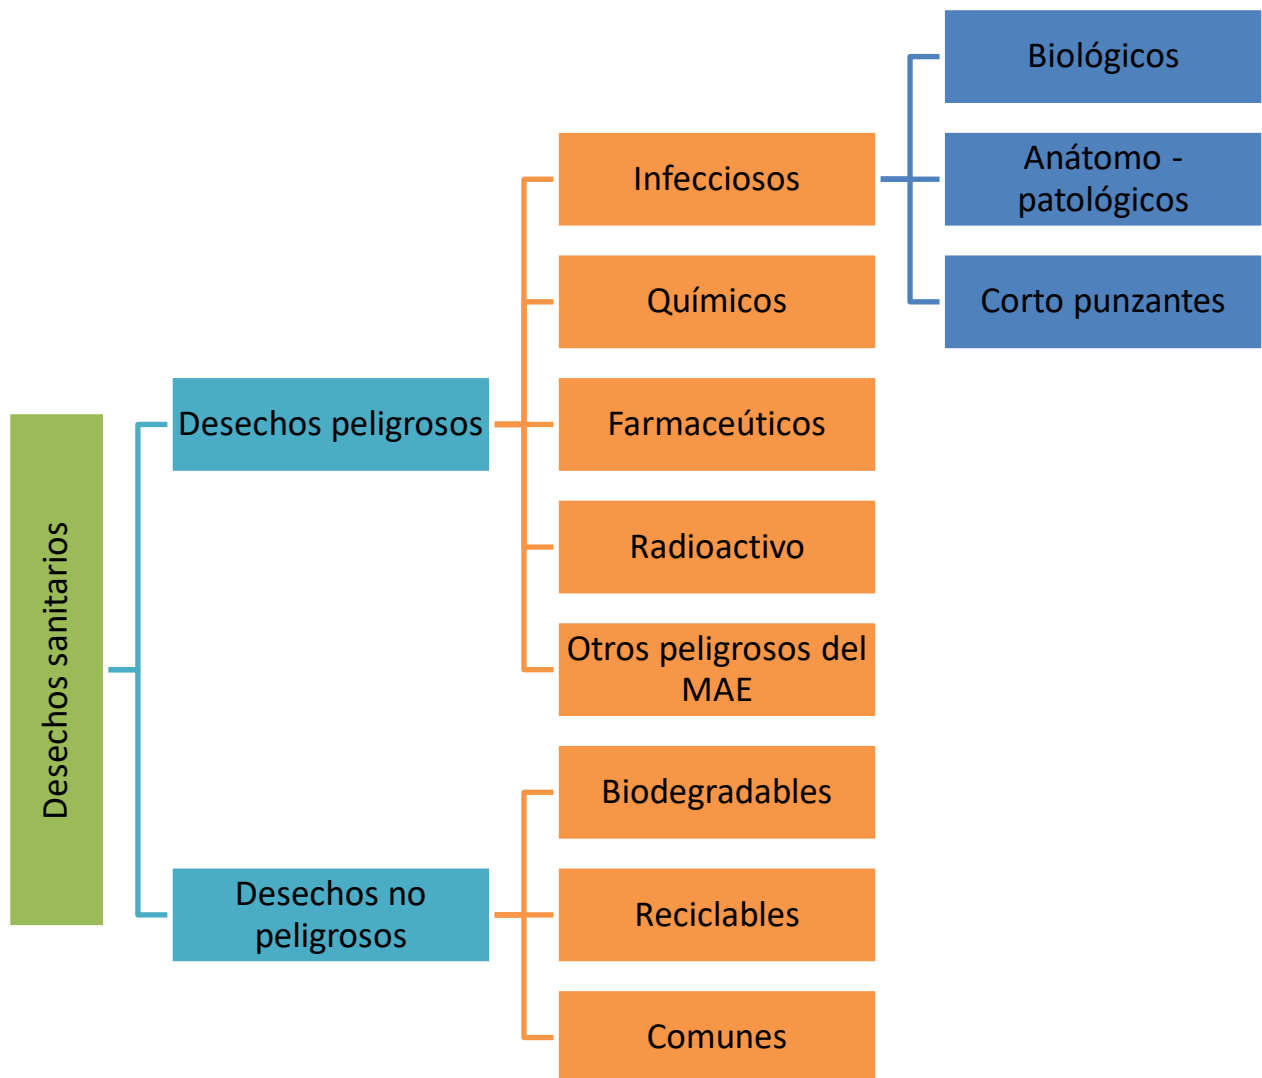 Desechos sanitarios
Desechos peligrosos
Infecciosos
Biológicos
Anátomo -
patológicos
Corto punzantes
Químicos
Farmaceúticos
Radioactivo
Otros peligrosos del
MAE
Desechos no
peligrosos
Biodegradables
Reciclables
Comunes